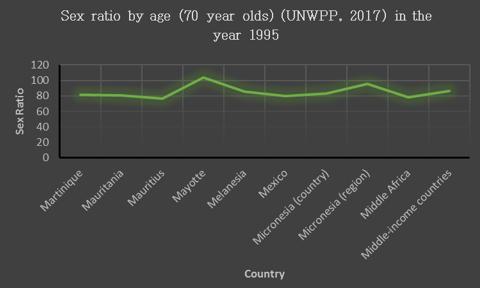 Sex ratio by age (70 year olds) (UNWPP, 2017) in the
year 1995
120
100
80
60
40
20
0
Sex Ratio
Martinique
Mauritania
Mauritius
Mayotte
Melanesia
Mexico
Micronesia (country)
Micronesia (region)
Middle Africa
Middle-income countries
Country